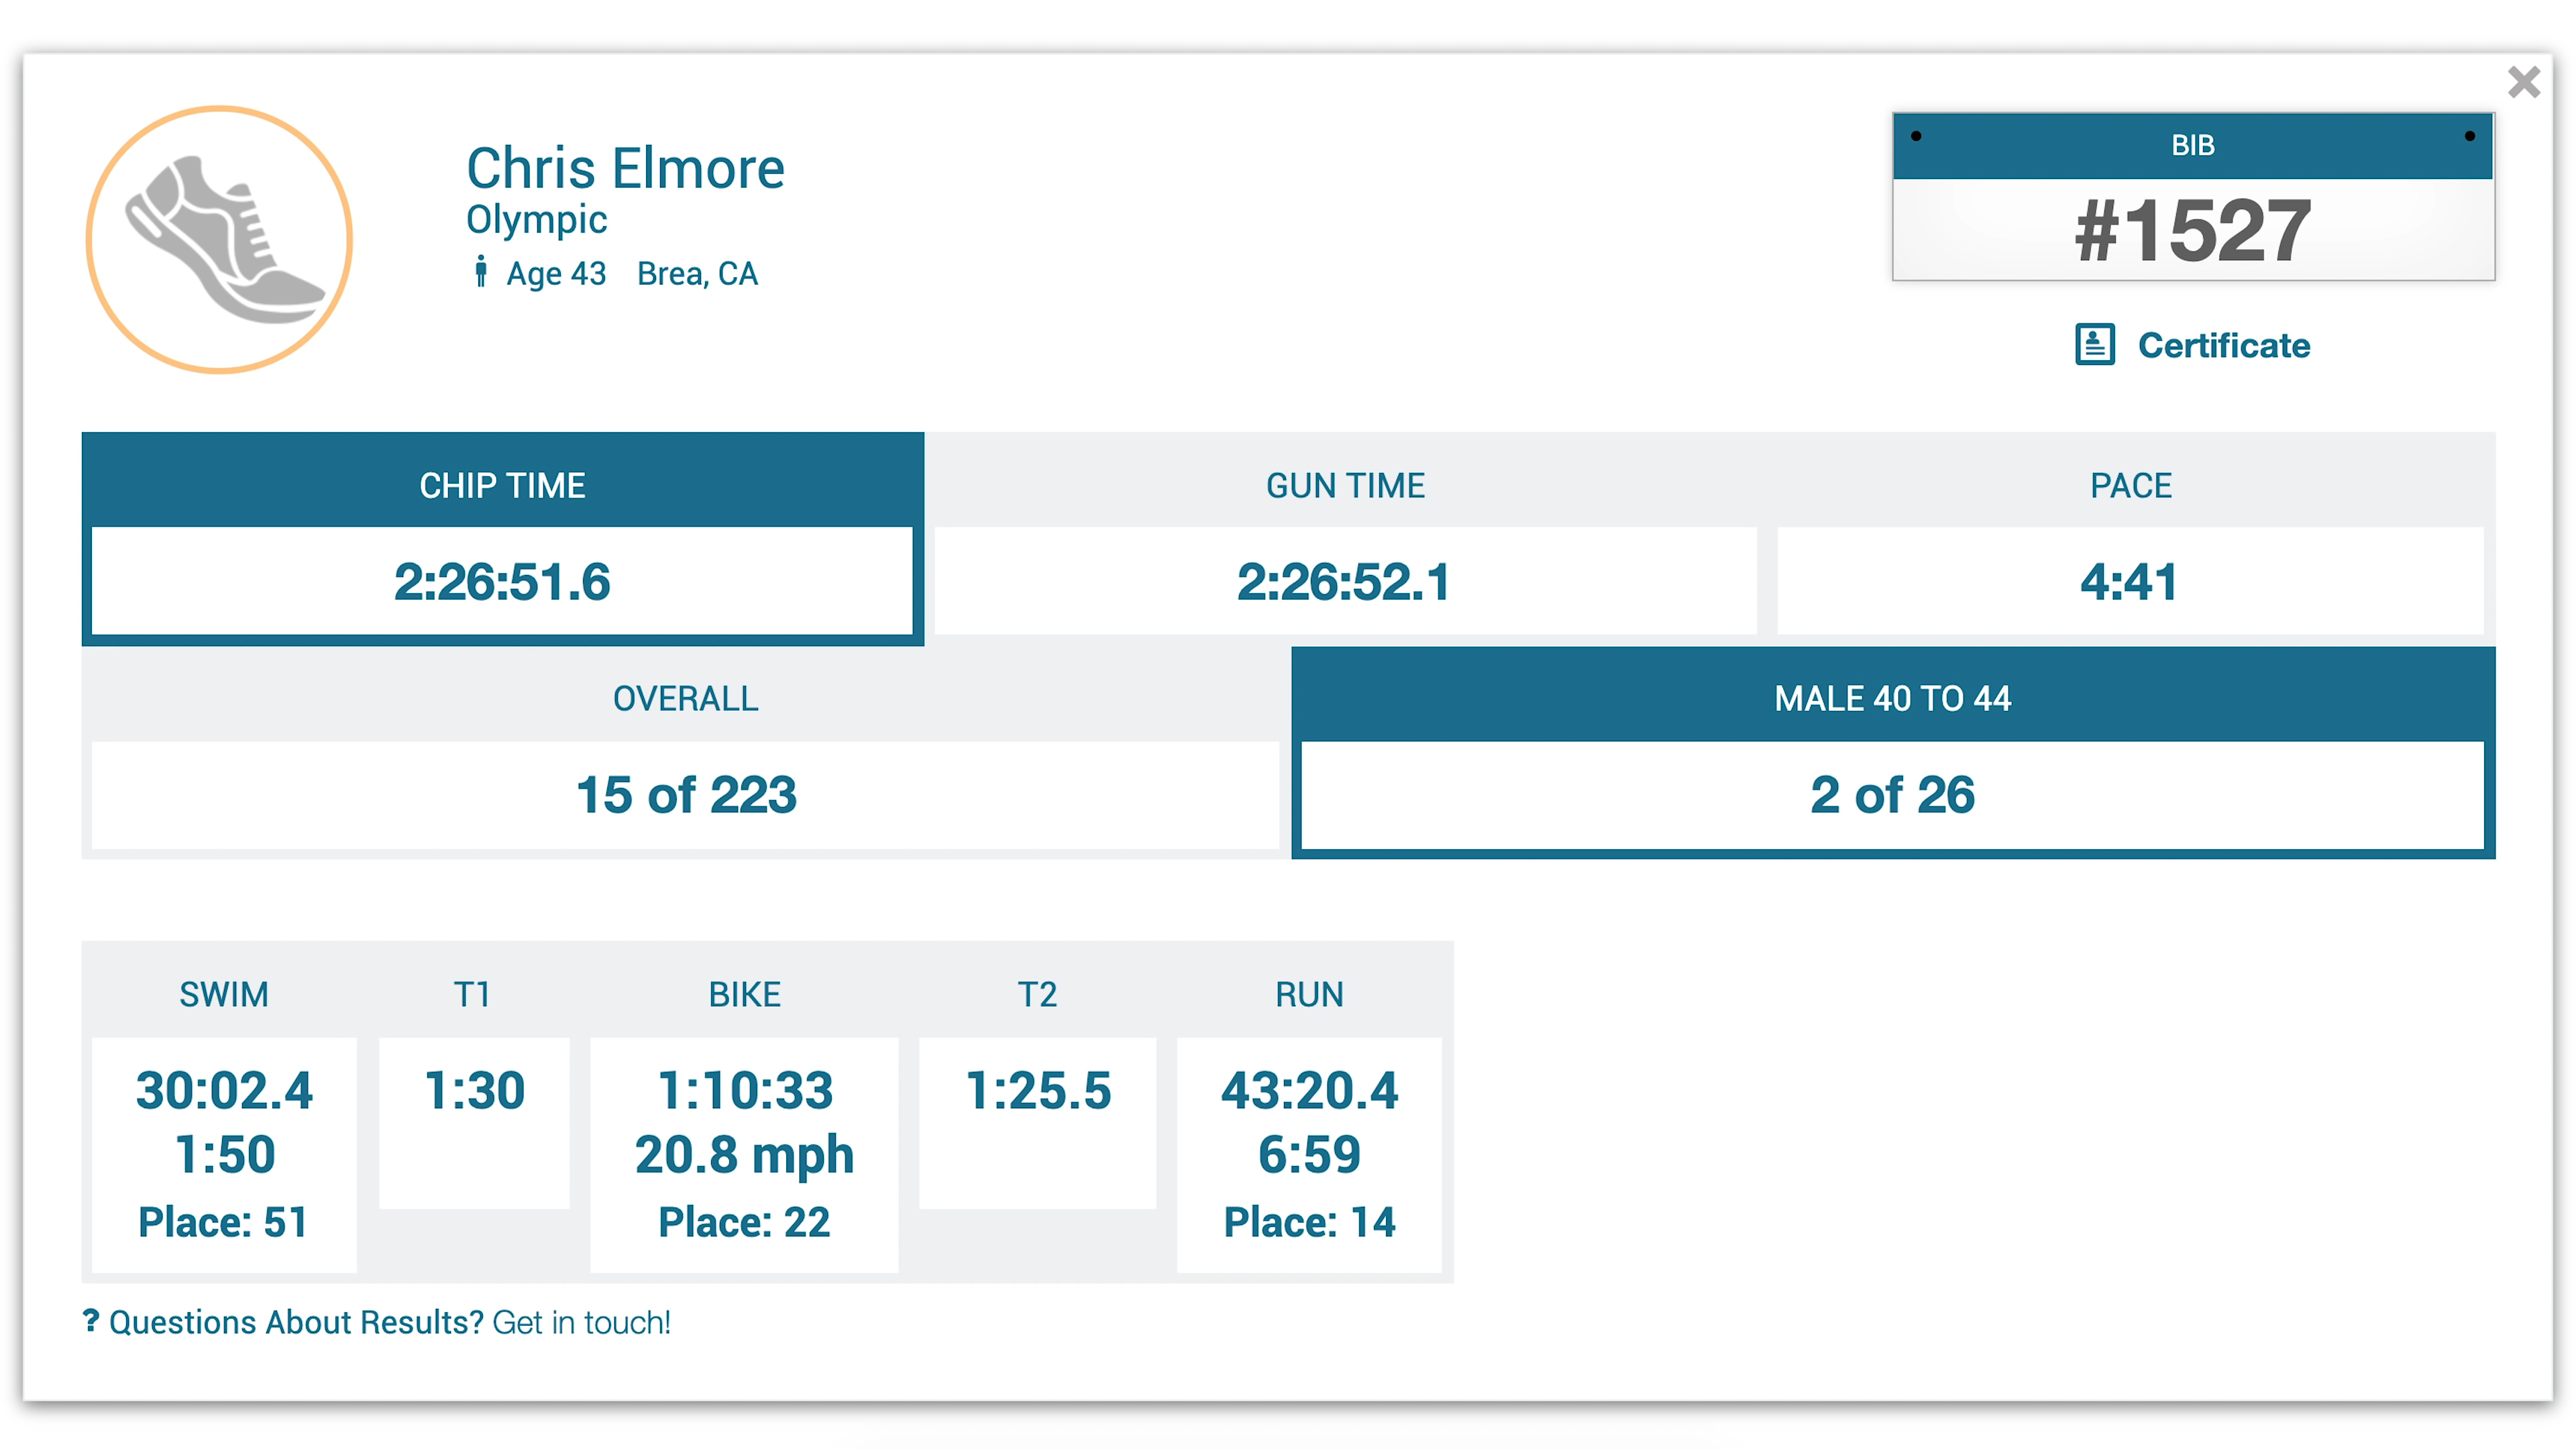 Chris Elmore
Olympic
Age 43 Brea, CA
BIB
#1527
Certificate
CHIP TIME GUN TIME PACE
2:26:51.6 2:26:52.1 4:41
OVERALL MALE 40 TO 44
15 of 223 2 of 26
SWIM T1 BIKE T2 RUN
30:02.4 1:30 1:10:33 1:25.5 43:20.4
1:50 20.8 mph 6:59
Place: 51 Place: 22 Place: 14
? Questions About Results? Get in touch!